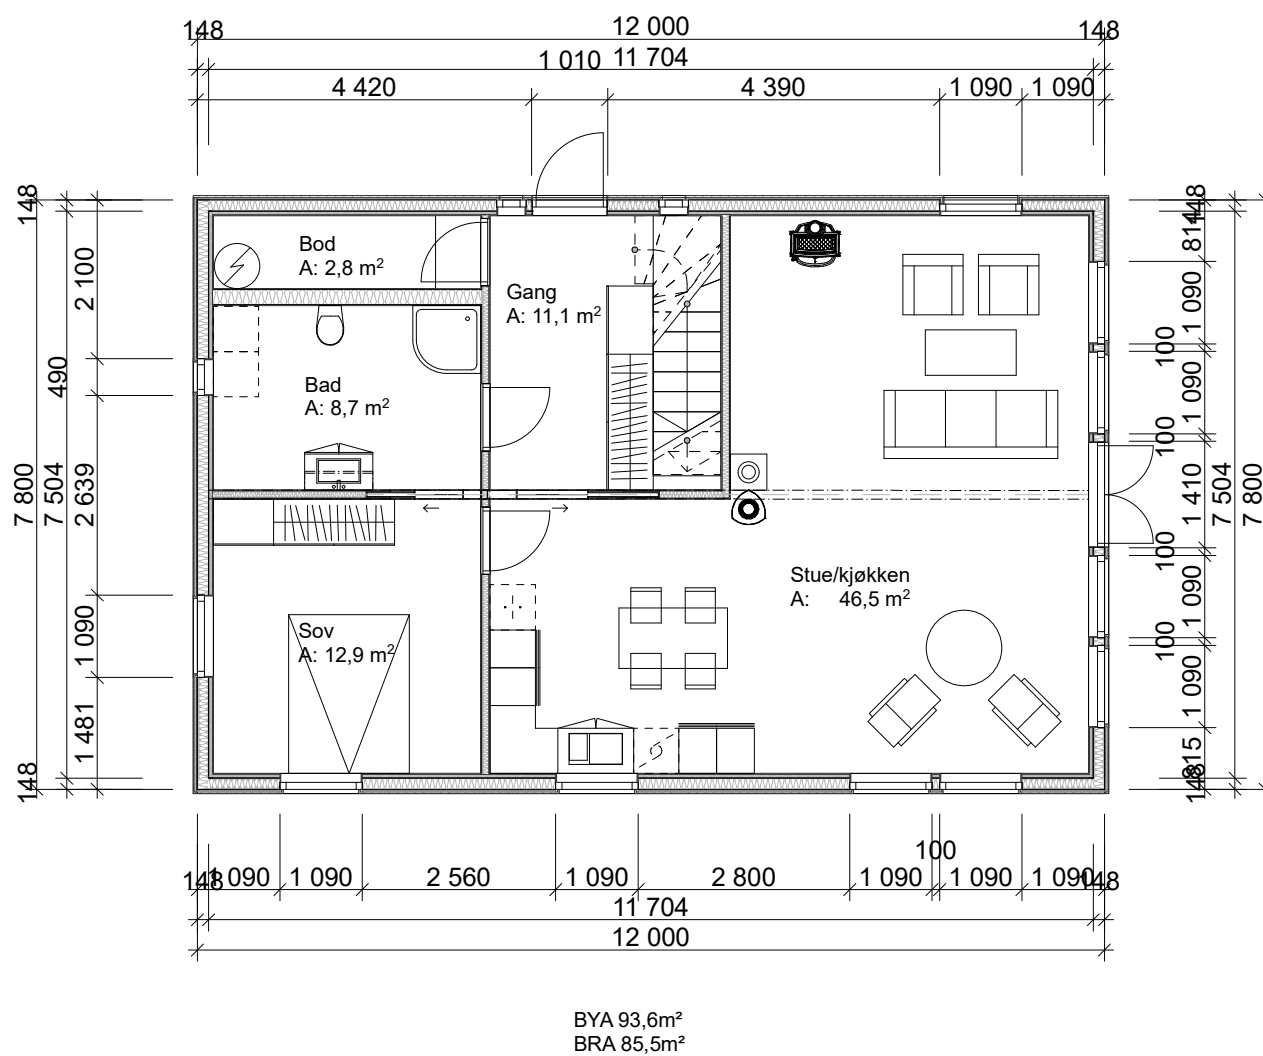 148 12 000 148
1 010 11 704
4 420 4 390 1 090 1 090
148
2 100
490
7 800
7 504
2 639
1 090
1 481
148
Bod
A: 2,8 m²
Gang
A: 11,1 m²
Bad
A: 8,7 m²
Stue/kjøkken
A: 46,5 m²
Sov
A: 12,9 m²
148
814
1 090
100
1 090
100
1 410
7 504
7 800
100
1 090
100
1 090
815
148
100
148 1 090 1 090 2 560 1 090 2 800 1 090 1 090 1 090 148
11 704
12 000
BYA 93,6m²
BRA 85,5m²